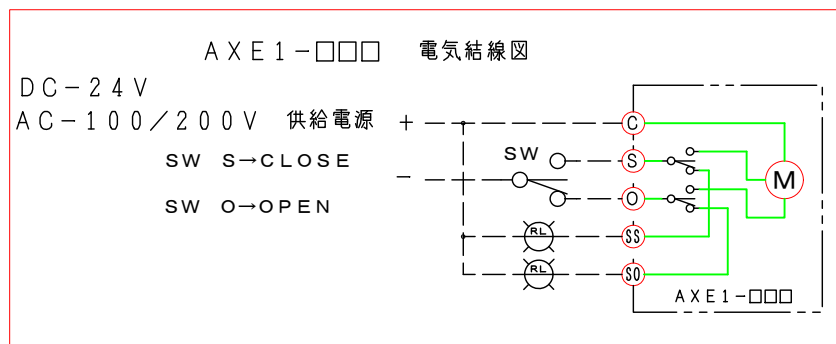 AXE1-□□□ 電気結線図
DC-24V
AC-100/200V 供給電源 + C
SW S→CLOSE SW S
- M
SW O→OPEN O
RL SS
RL SO
AXE1-□□□